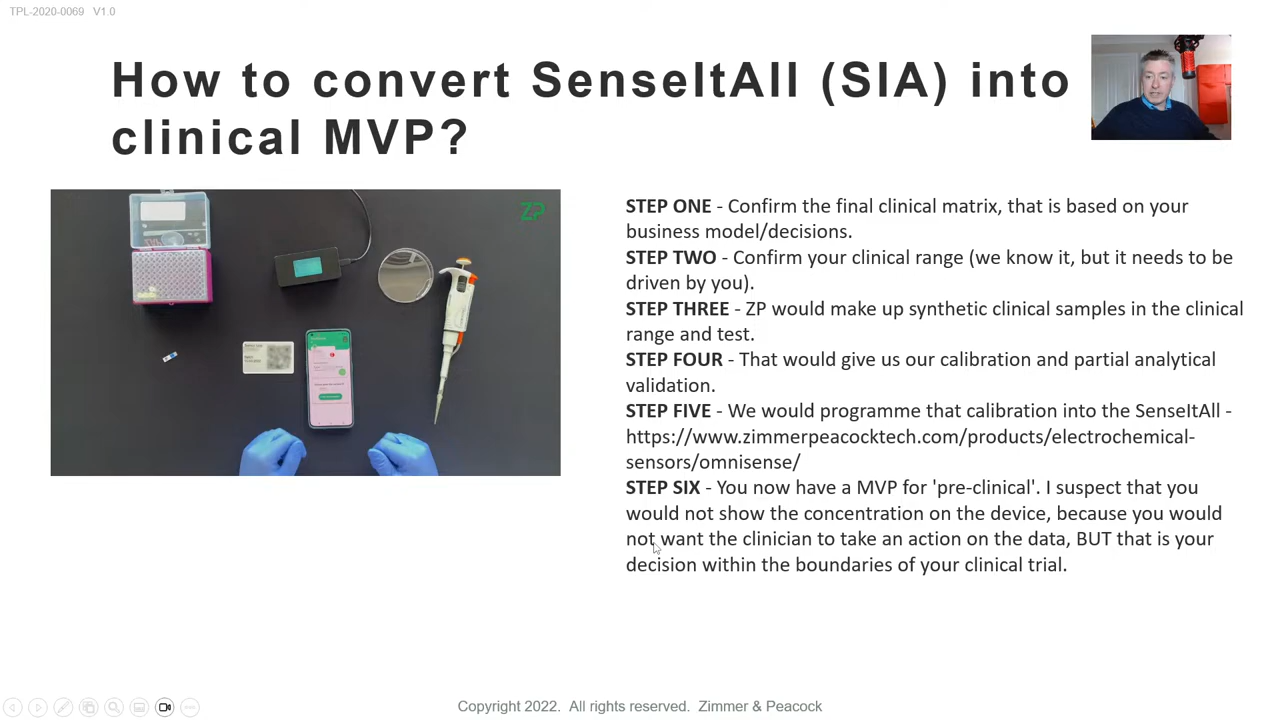 TPL-2020-0069 V1.0
How to convert SenseItAll (SIA) into
clinical MVP?
ZP
STEP ONE - Confirm the final clinical matrix, that is based on your
business model/decisions.
STEP TWO - Confirm your clinical range (we know it, but it needs to be
driven by you).
STEP THREE - ZP would make up synthetic clinical samples in the clinical
range and test.
STEP FOUR - That would give us our calibration and partial analytical
validation.
STEP FIVE - We would programme that calibration into the SenseItAll -
https://www.zimmerpeacocktech.com/products/electrochemical-
sensors/omnisense/
STEP SIX - You now have a MVP for 'pre-clinical'. I suspect that you
would not show the concentration on the device, because you would
not want the clinician to take an action on the data, BUT that is your
decision within the boundaries of your clinical trial.
Copyright 2022. All rights reserved. Zimmer & Peacock